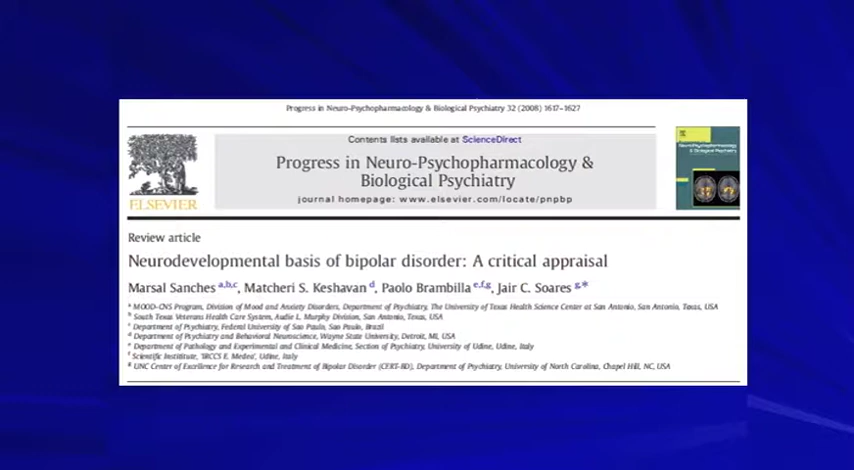 Progress in Neuro-Psychopharmacology & Biological Psychiatry 32 (2008) 1617-1627
Contents lists available at ScienceDirect
Progress in Neuro-Psychopharmacology &
Biological Psychiatry
journal homepage: www.elsevier.com/locate/pnpbp
ELSEVIER
Review article
Neurodevelopmental basis of bipolar disorder: A critical appraisal
Marsal Sanches a,b,c, Matcheri S. Keshavan d, Paolo Brambilla e,f,g, Jair C. Soares g,*
a MOOD-CNS Program, Division of Mood and Anxiety Disorders, Department of Psychiatry, The University of Texas Health Science Center at San Antonio, San Antonio, Texas, USA
b South Texas Veterans Health Care System, Audie L. Murphy Division, San Antonio, Texas, USA
c Department of Psychiatry, Federal University of Sao Paulo, Sao Paulo, Brazil
d Department of Psychiatry and Behavioral Neuroscience, Wayne State University, Detroit, MI, USA
e Department of Pathology and Experimental and Clinical Medicine, Section of Psychiatry, University of Udine, Udine, Italy
f Scientific Institute, 'IRCCS E. Medea', Udine, Italy
g UNC Center of Excellence for Research and Treatment of Bipolar Disorder (CERT-BD), Department of Psychiatry, University of North Carolina, Chapel Hill, NC, USA